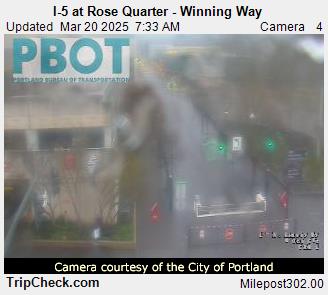 I-5 at Rose Quarter - Winning Way
Updated Mar 20 2025 7:33 AM Camera 4
PBOT
PORTLAND BUREAU OF TRANSPORTATION
Camera courtesy of the City of Portland
TripCheck.com Milepost302.00